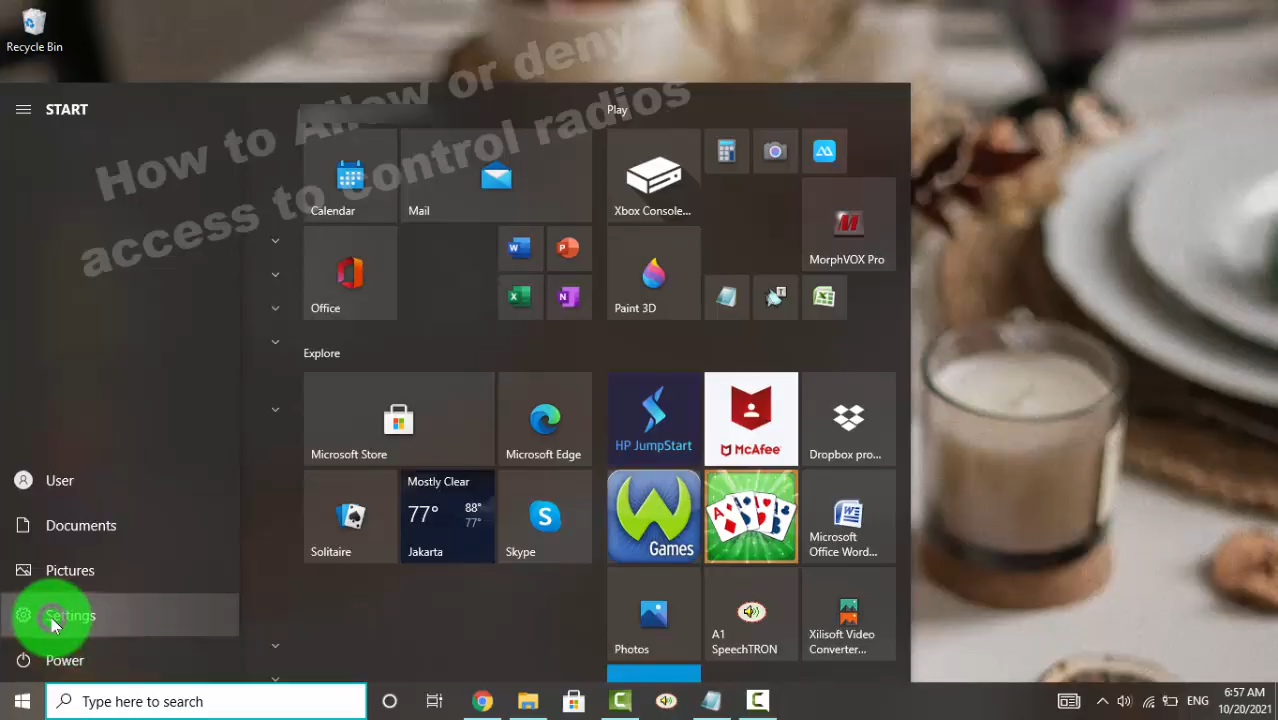 Recycle Bin
How to Allow or deny
access to control radios
START
Play
Calendar
Mail
Xbox Console...
MorphVOX Pro
Office
Paint 3D
Explore
Microsoft Store
Microsoft Edge
HP JumpStart
McAfee
Dropbox pro...
Solitaire
Mostly Clear
77°
88°
77°
Jakarta
Skype
Games
Microsoft
Office Word...
Photos
A1
SpeechTRON
Xilisoft Video
Converter...
User
Documents
Pictures
Settings
Power
Type here to search
ENG
6:57 AM
10/20/2021